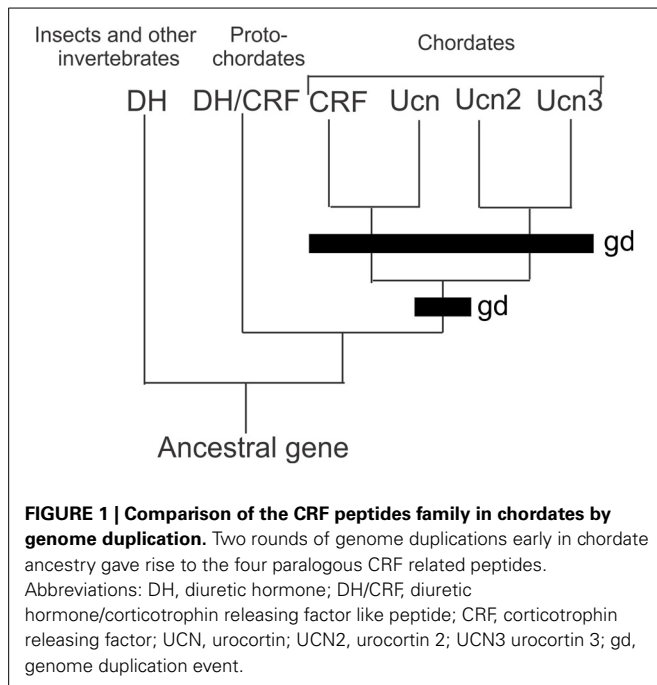 Insects and other
invertebrates
Proto-
chordates
Chordates
DH
DH/CRF
CRF
Ucn
Ucn2
Ucn3
gd
gd
Ancestral gene
FIGURE 1 | Comparison of the CRF peptides family in chordates by
genome duplication. Two rounds of genome duplications early in chordate
ancestry gave rise to the four paralogous CRF related peptides.
Abbreviations: DH, diuretic hormone; DH/CRF, diuretic
hormone/corticotrophin releasing factor like peptide; CRF, corticotrophin
releasing factor; UCN, urocortin; UCN2, urocortin 2; UCN3 urocortin 3; gd,
genome duplication event.